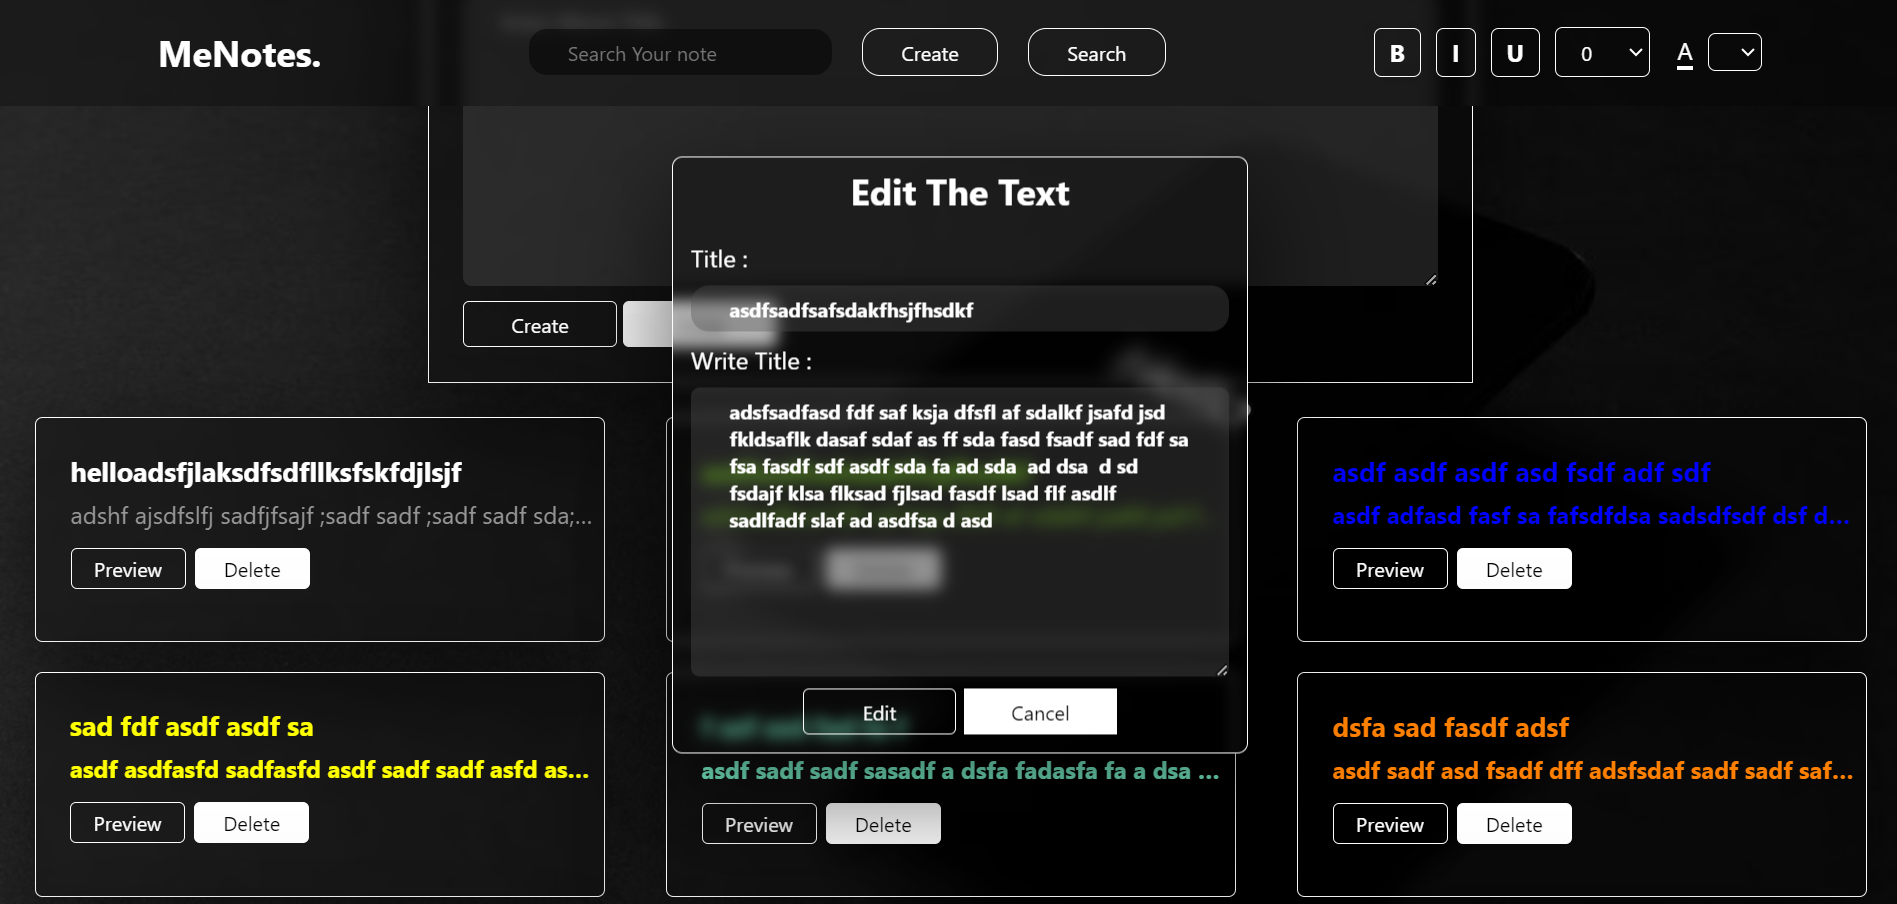 MeNotes.
Search Your note
Create
Search
B
I
U
0
A
Edit The Text
Title :
asdfsadfsafsdakfhsjfhsdkf
Create
Write Title :
adsfsadfasd fdf saf ksja dfsfl af sdalkf jsafd jsd
fkldsaflk dasaf sdaf as ff sda fasd fsadf sad fdf sa
fsa fasdf sdf asdf sda fa ad sda  ad dsa  d sd
fsdajf klsa flksad fjlsad fasdf lsad flf asdlf
sadlfadf slaf ad asdfsa d asd
Edit
Cancel
helloadsfjlaksdfsdfllksfskfdjlsjf
adshf ajsdfslfj sadfjfsajf ;sadf sadf ;sadf sadf sda;...
Preview
Delete
asdf asdf asdf asd fsdf adf sdf
asdf adfasd fasf sa fafsdfdsa sadsdfsdf dsf d...
Preview
Delete
sad fdf asdf asdf sa
asdf asdfasfd sadfasfd asdf sadf sadf asfd as...
Preview
Delete
asdf sadf sadf sasadf a dsfa fadasfa fa a dsa ...
Preview
Delete
dsfa sad fasdf adsf
asdf sadf asd fsadf dff adsfsdaf sadf sadf saf...
Preview
Delete